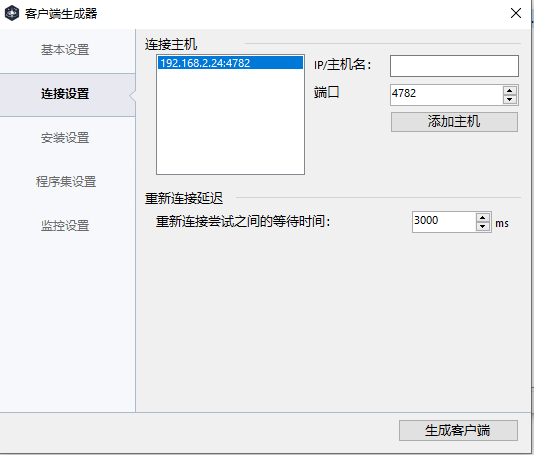 客户端生成器
基本设置
连接设置
安装设置
程序集设置
监控设置
连接主机
192.168.2.24:4782
IP/主机名:
端口
4782
添加主机
重新连接延迟
重新连接尝试之间的等待时间:
3000
ms
生成客户端